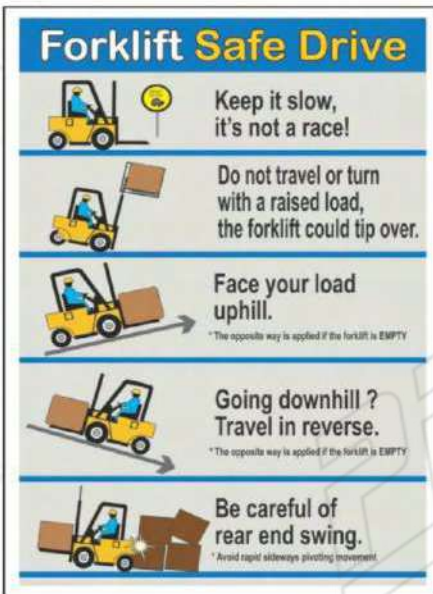 Forklift Safe Drive
Keep it slow,
it's not a race!
Do not travel or turn
with a raised load,
the forklift could tip over.
Face your load
uphill.
* The opposite way is applied if the forklift is EMPTY
Going downhill ?
Travel in reverse.
* The opposite way is applied if the forklift is EMPTY
Be careful of
rear end swing.
* Avoid rapid sideways pivoting movement